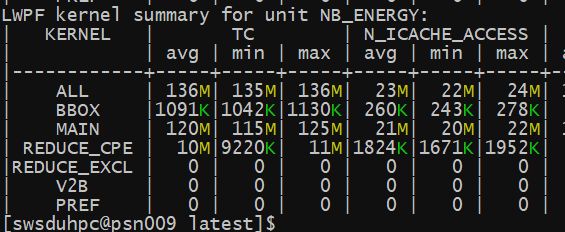 LWPF kernel summary for unit NB_ENERGY:
| KERNEL | TC | N_ICACHE_ACCESS |
| | avg | min | max | avg | min | max |
|------------+-----+-----+-----+-----+-----+-----+
| ALL | 136M| 135M| 136M| 23M| 22M| 24M|
| BBOX |1091K|1042K|1130K| 260K| 243K| 278K|
| MAIN | 120M| 115M| 125M| 21M| 20M| 22M|
| REDUCE_CPE | 10M|9220K| 11M|1824K|1671K|1952K|
|REDUCE_EXCL | 0 | 0 | 0 | 0 | 0 | 0 |
| V2B | 0 | 0 | 0 | 0 | 0 | 0 |
| PREF | 0 | 0 | 0 | 0 | 0 | 0 |
[swsduhpc@psn009 latest]$